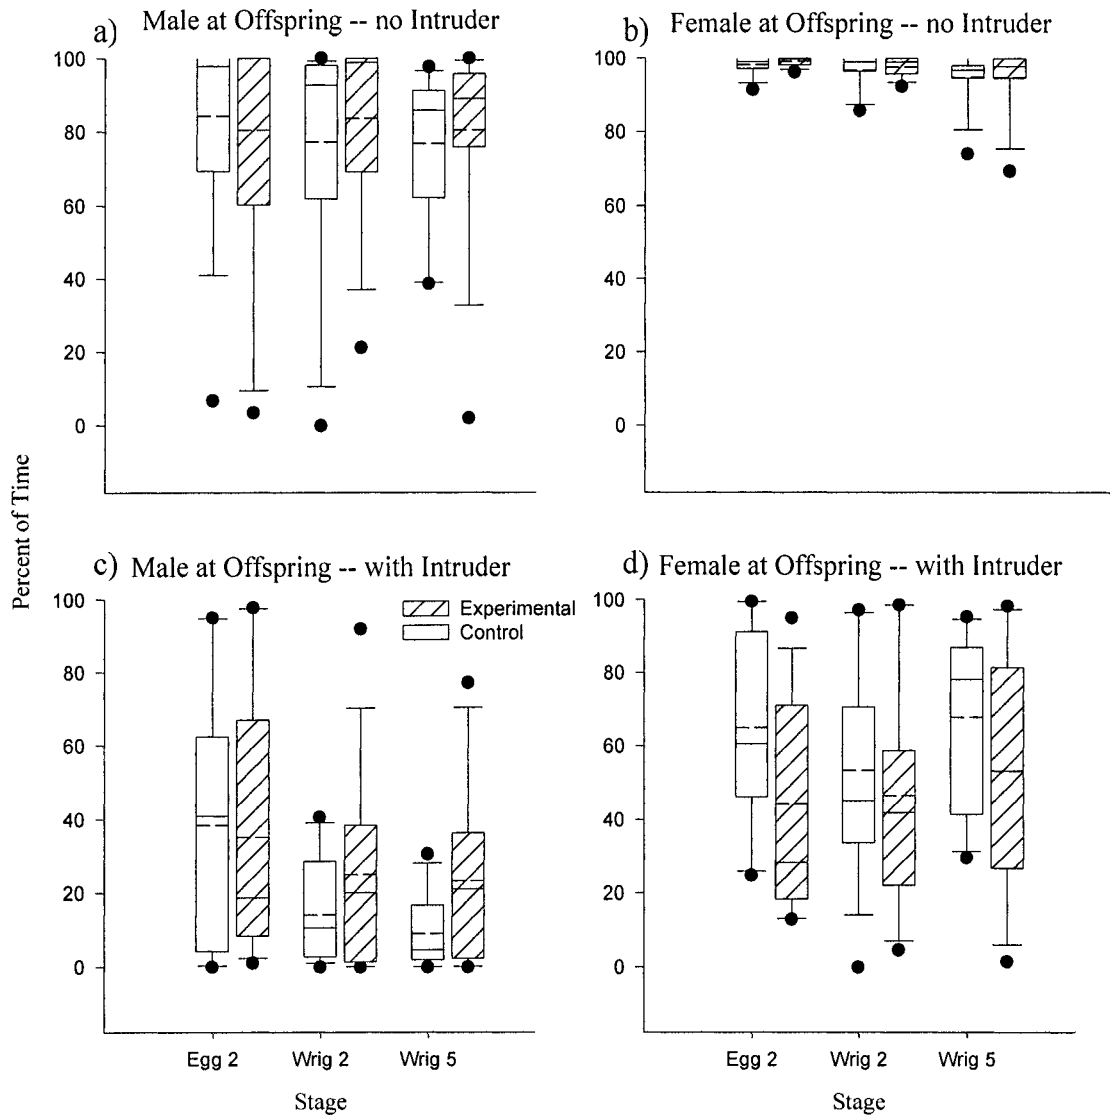 a) Male at Offspring -- no Intruder
100
80
60
40
20
0
b) Female at Offspring -- no Intruder
100
80
60
40
20
0
Percent of Time
c) Male at Offspring -- with Intruder
100
80
60
40
20
0
Experimental
Control
Egg 2 Wrig 2 Wrig 5
Stage
d) Female at Offspring -- with Intruder
100
80
60
40
20
0
Egg 2 Wrig 2 Wrig 5
Stage